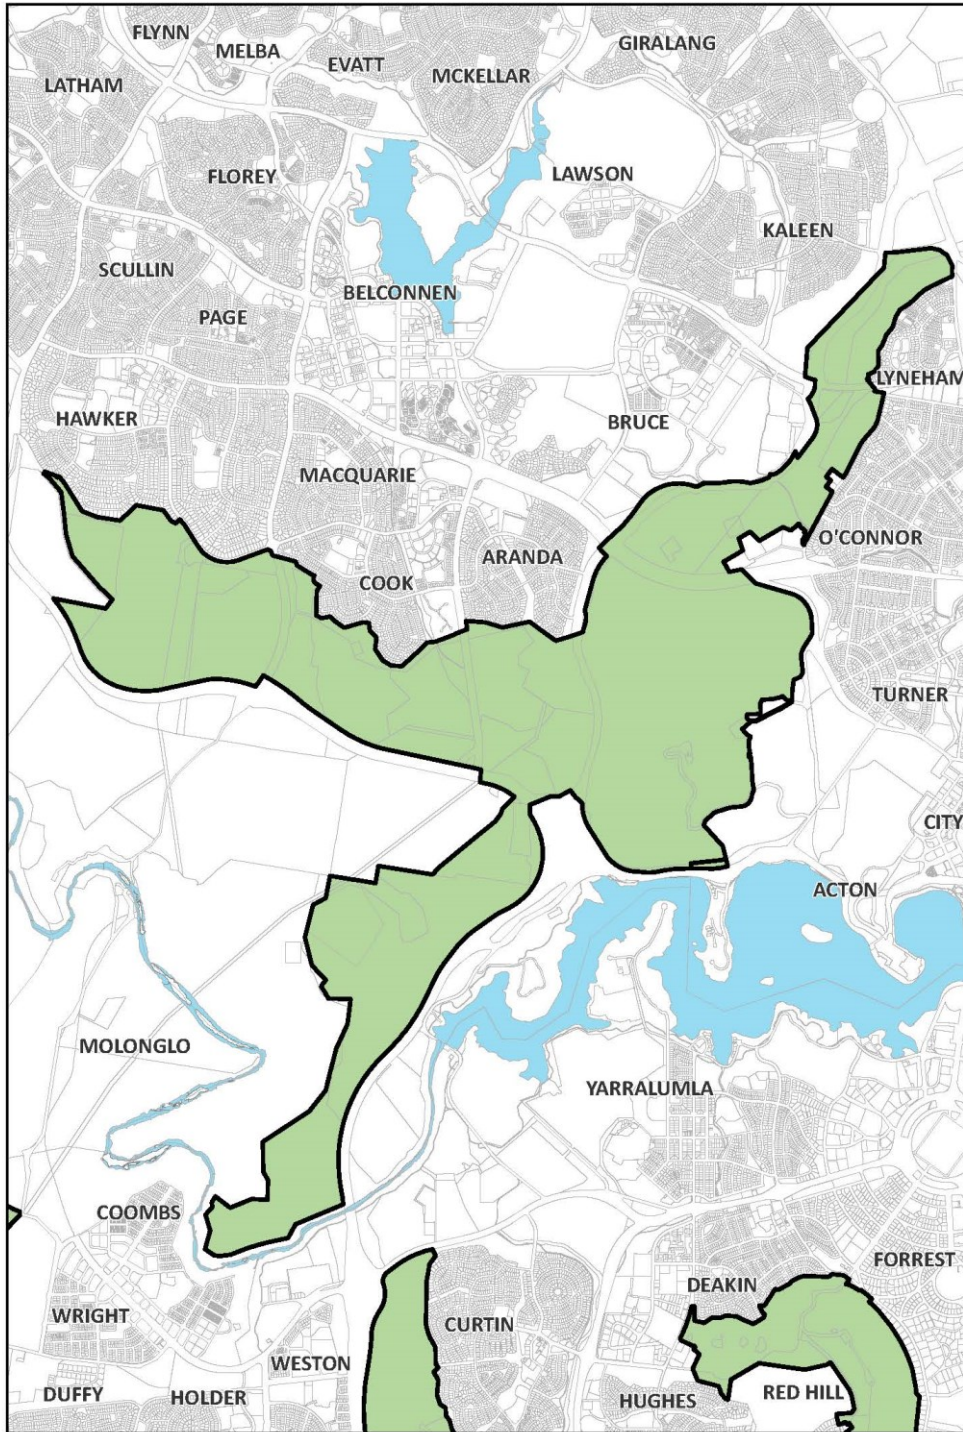 FLYNN
MELBA
GIRALANG
EVATT
MCKELLAR
LATHAM
FLOREY
LAWSON
KALEEN
SCULLIN
BELCONNEN
PAGE
LYNEHAM
HAWKER
BRUCE
MACQUARIE
O'CONNOR
ARANDA
COOK
TURNER
CITY
ACTON
MOLONGLO
YARRALUMLA
COOMBS
FORREST
DEAKIN
WRIGHT
CURTIN
WESTON
DUFFY
HOLDER
RED HILL
HUGHES